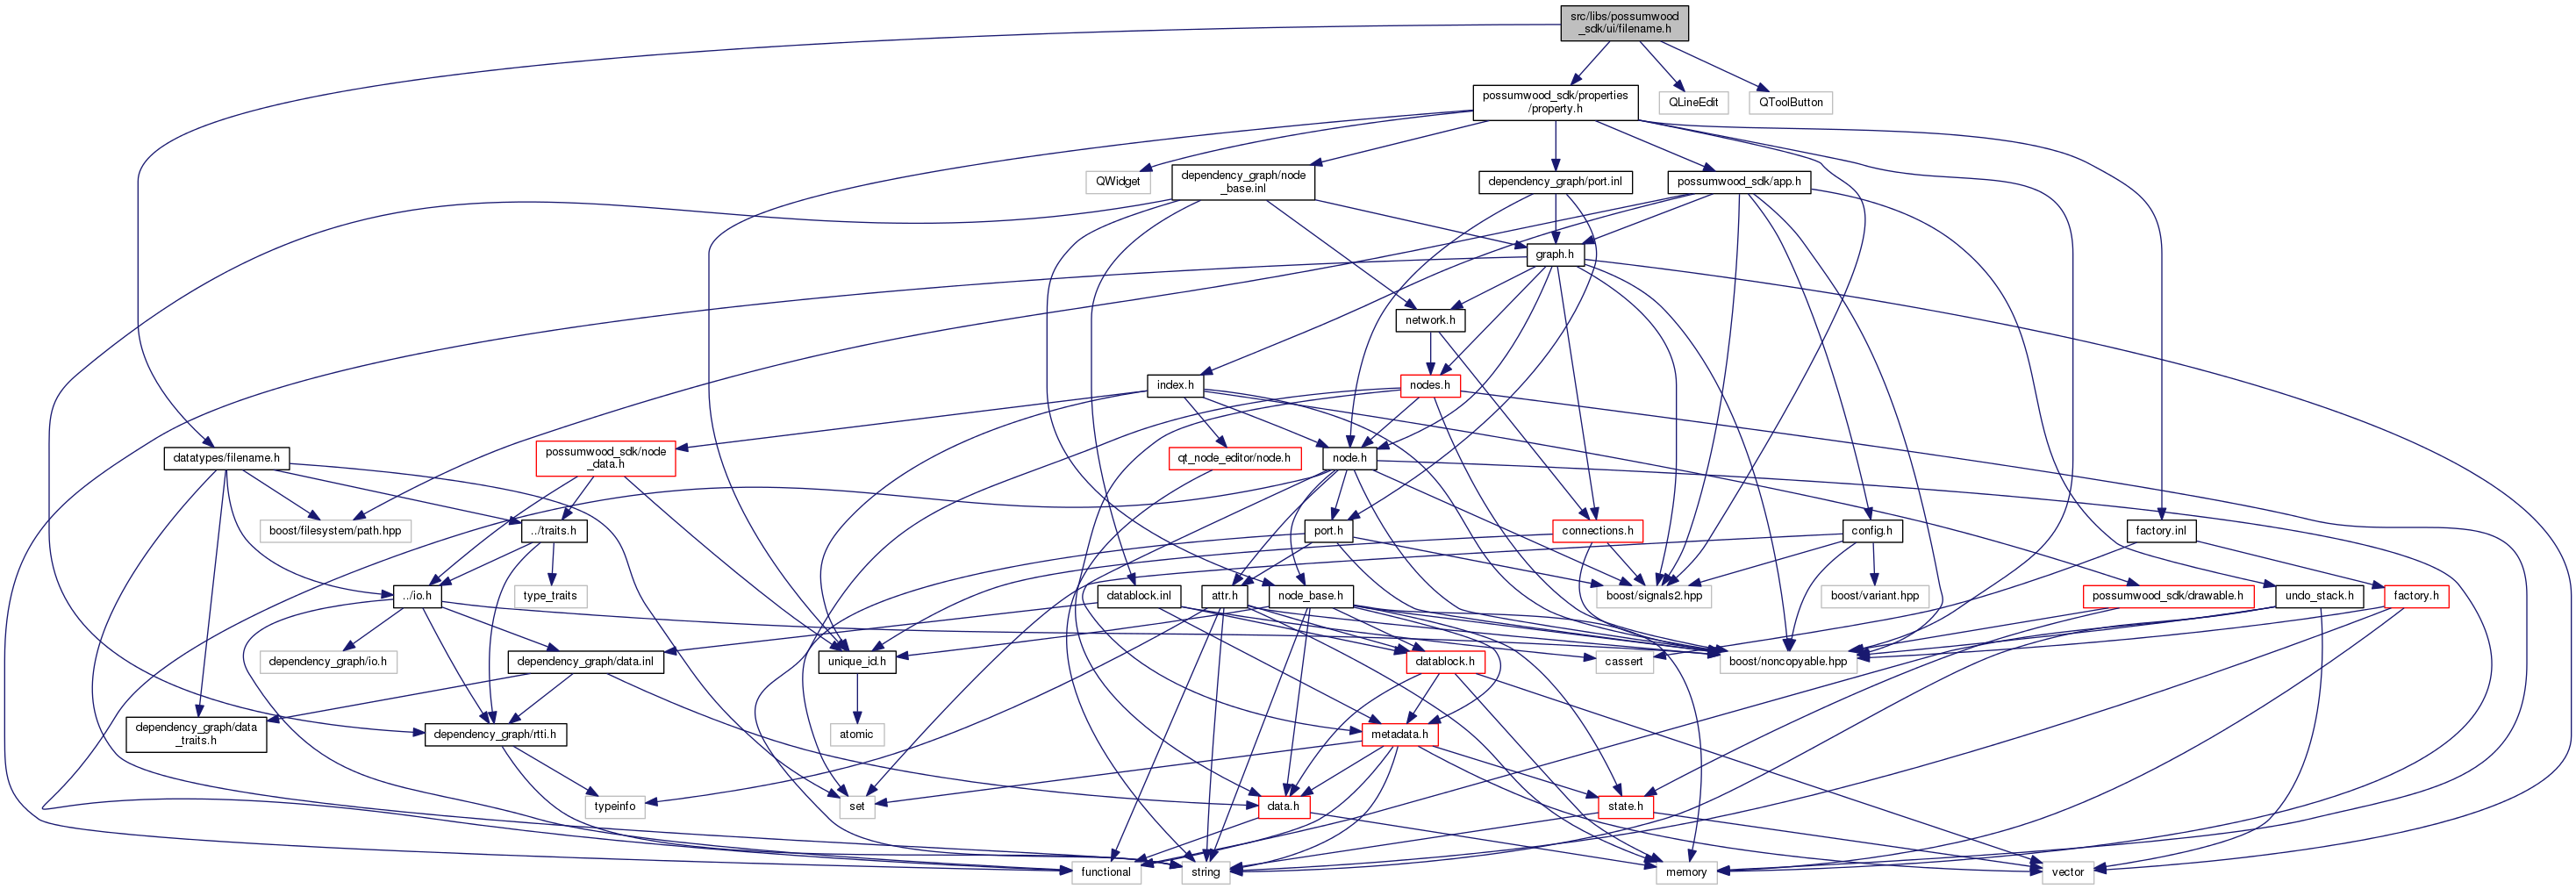 src/libs/possumwood
_sdk/ui/filename.h
possumwood_sdk/properties
/property.h
QLineEdit
QToolButton
QWidget
dependency_graph/node
_base.inl
dependency_graph/port.inl
possumwood_sdk/app.h
graph.h
network.h
index.h
nodes.h
datatypes/filename.h
possumwood_sdk/node
_data.h
qt_node_editor/node.h
node.h
boost/filesystem/path.hpp
../traits.h
port.h
connections.h
config.h
factory.inl
../io.h
type_traits
datablock.inl
attr.h
node_base.h
boost/signals2.hpp
boost/variant.hpp
possumwood_sdk/drawable.h
undo_stack.h
factory.h
dependency_graph/io.h
dependency_graph/data.inl
unique_id.h
cassert
datablock.h
boost/noncopyable.hpp
dependency_graph/data
_traits.h
dependency_graph/rtti.h
atomic
metadata.h
typeinfo
set
data.h
state.h
functional
string
memory
vector